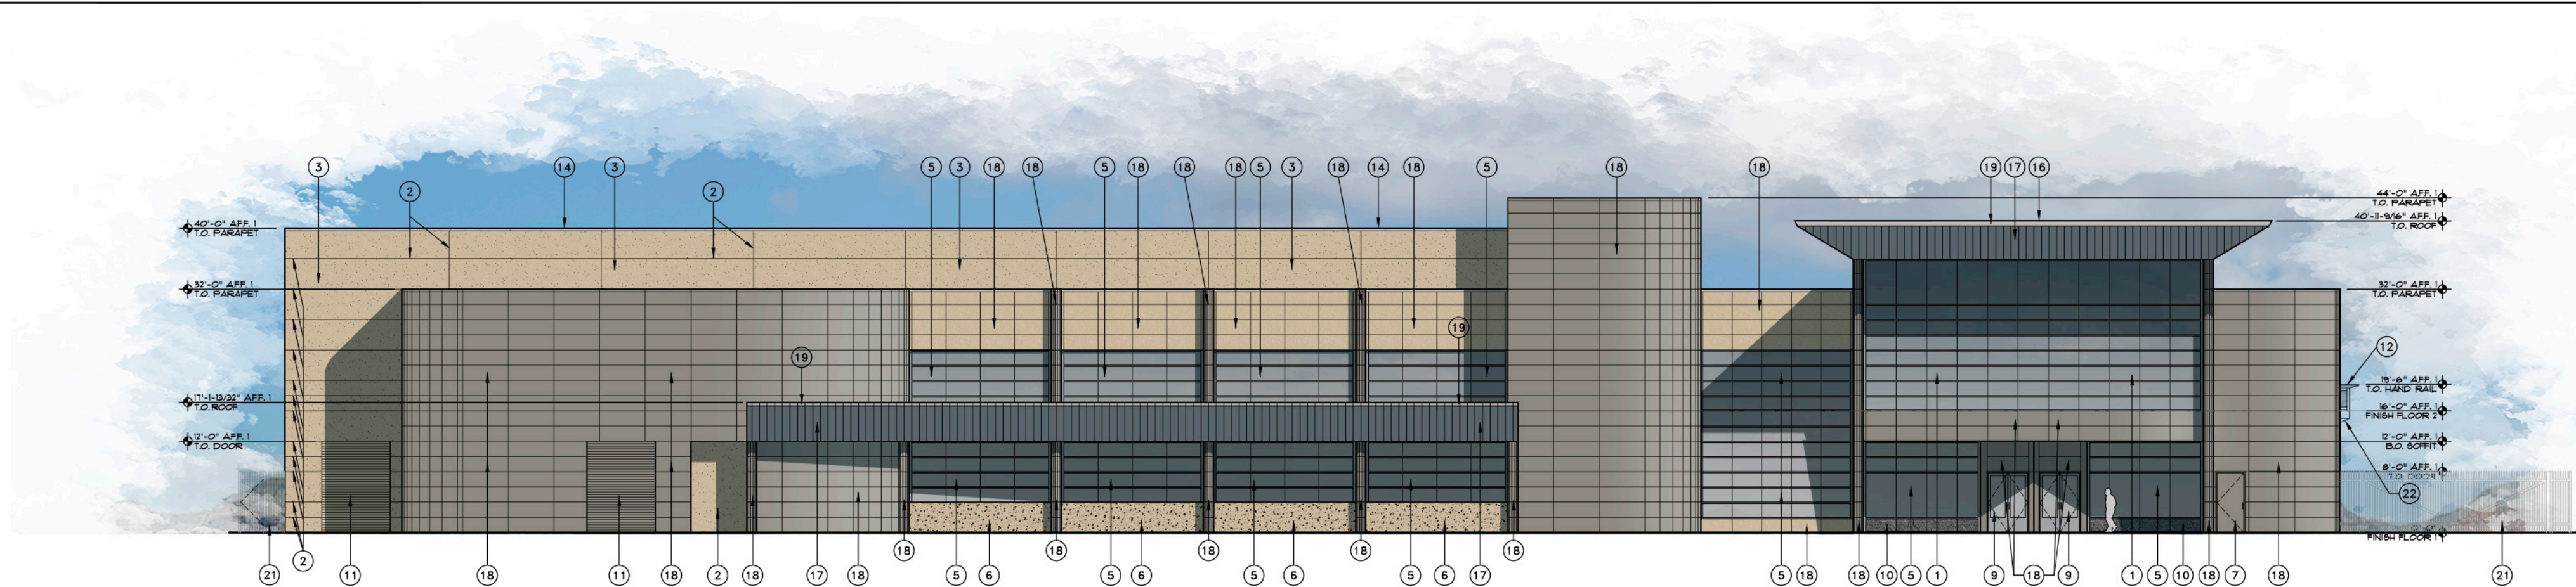 3
14
3
5
3
18
18
5
18
18
18
5
3
18
14
18
5
18
18
19
17
16
2
2
40'-0" AFF. 1
T.O. PARAPET
44'-0" AFF. 1
T.O. PARAPET
40'-11-9/16" AFF. 1
T.O. ROOF
32'-0" AFF. 1
T.O. PARAPET
32'-0" AFF. 1
T.O. PARAPET
19
19
12
17'-1-13/32" AFF. 1
T.O. ROOF
19'-6" AFF. 1
T.O. HAND RAIL
16'-0" AFF. 1
FINISH FLOOR 2
12'-0" AFF. 1
T.O. DOOR
12'-0" AFF. 1
B.O. SOFFIT
8'-0" AFF. 1
T.O. DOOR
22
FINISH FLOOR 1
2
18
18
18
18
18
21
11
18
11
18
2
18
17
18
5
6
5
6
5
6
5
6
17
5
18
18
10
5
1
9
18
9
1
5
10
18
7
18
21